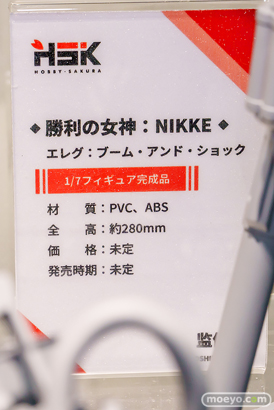 HSK
HOBBY-SAKURA
◆ 勝利の女神：NIKKE ◆
エレグ：ブーム・アンド・ショック
1/7フィギュア完成品
材　質：PVC、ABS
全　高：約280mm
価　格：未定
発売時期：未定
監修
moeyo.com